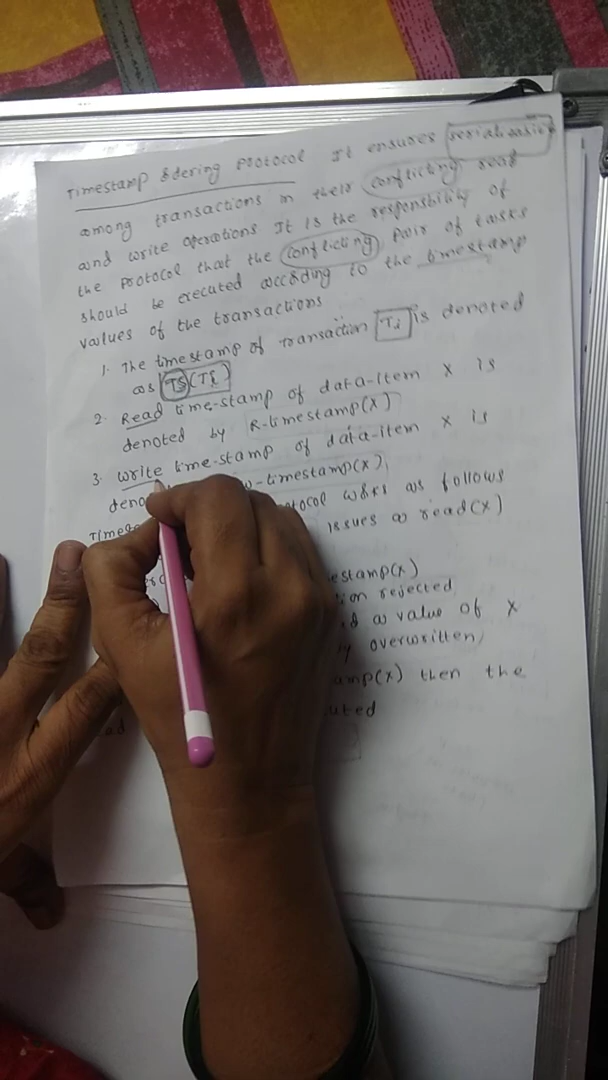 Timestamp Ordering Protocol It ensures serializability
among transactions in their conflicting read
and write operations It is the responsibility of
the protocol that the conflicting pair of tasks
should be executed according to the timestamp
values of the transactions
1. The timestamp of transaction Ti is denoted
as TS(Ti)
2. Read time-stamp of data-item X is
denoted by R-timestamp(X)
3. Write time-stamp of data-item X is
deno W-timestamp(X)
Time tocol works as follows
issues a read(X)
estamp(X)
ion rejected
d a value of X
y overwritten
amp(X) then the
uted